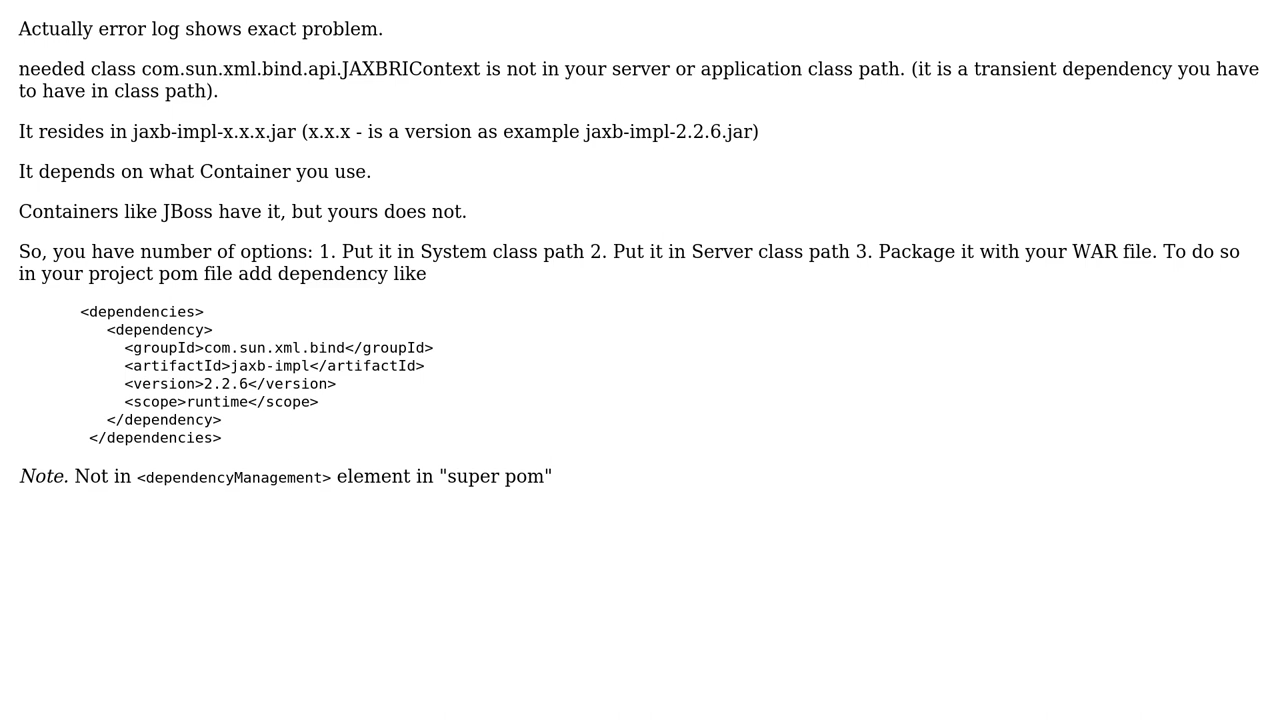 Actually error log shows exact problem.
needed class com.sun.xml.bind.api.JAXBRIContext is not in your server or application class path. (it is a transient dependency you have
to have in class path).
It resides in jaxb-impl-x.x.x.jar (x.x.x - is a version as example jaxb-impl-2.2.6.jar)
It depends on what Container you use.
Containers like JBoss have it, but yours does not.
So, you have number of options: 1. Put it in System class path 2. Put it in Server class path 3. Package it with your WAR file. To do so
in your project pom file add dependency like
<dependencies>
<dependency>
<groupId>com.sun.xml.bind</groupId>
<artifactId>jaxb-impl</artifactId>
<version>2.2.6</version>
<scope>runtime</scope>
</dependency>
</dependencies>
Note. Not in <dependencyManagement> element in "super pom"